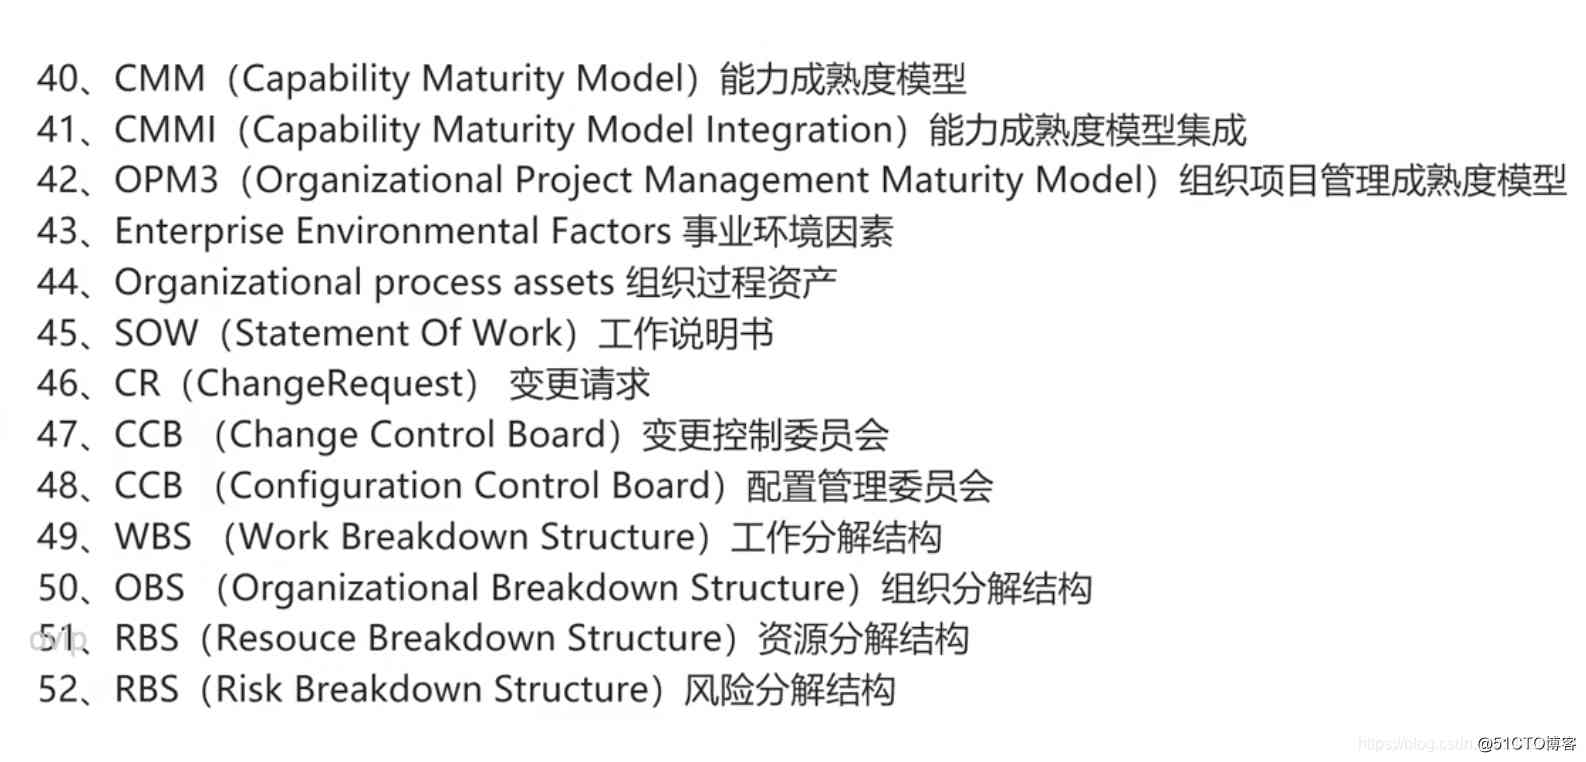 40、CMM（Capability Maturity Model）能力成熟度模型
41、CMMI（Capability Maturity Model Integration）能力成熟度模型集成
42、OPM3（Organizational Project Management Maturity Model）组织项目管理成熟度模型
43、Enterprise Environmental Factors 事业环境因素
44、Organizational process assets 组织过程资产
45、SOW（Statement Of Work）工作说明书
46、CR（ChangeRequest） 变更请求
47、CCB （Change Control Board）变更控制委员会
48、CCB （Configuration Control Board）配置管理委员会
49、WBS （Work Breakdown Structure）工作分解结构
50、OBS （Organizational Breakdown Structure）组织分解结构
51、RBS（Resouce Breakdown Structure）资源分解结构
52、RBS（Risk Breakdown Structure）风险分解结构
https://blog.csdn. @51CTO博客